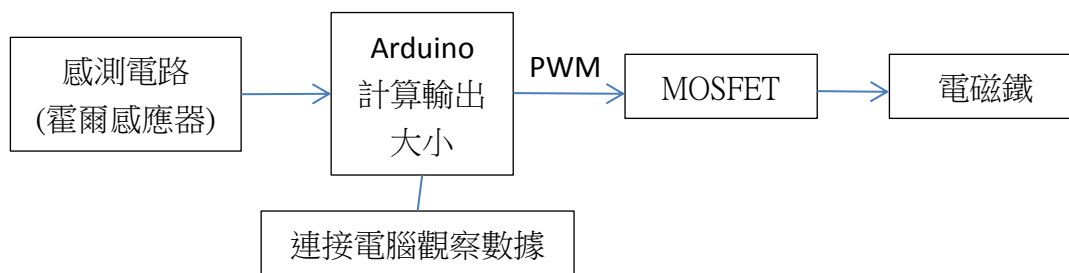 感測電路
(霍爾感應器)
Arduino
計算輸出
大小
PWM
MOSFET
電磁鐵
連接電腦觀察數據